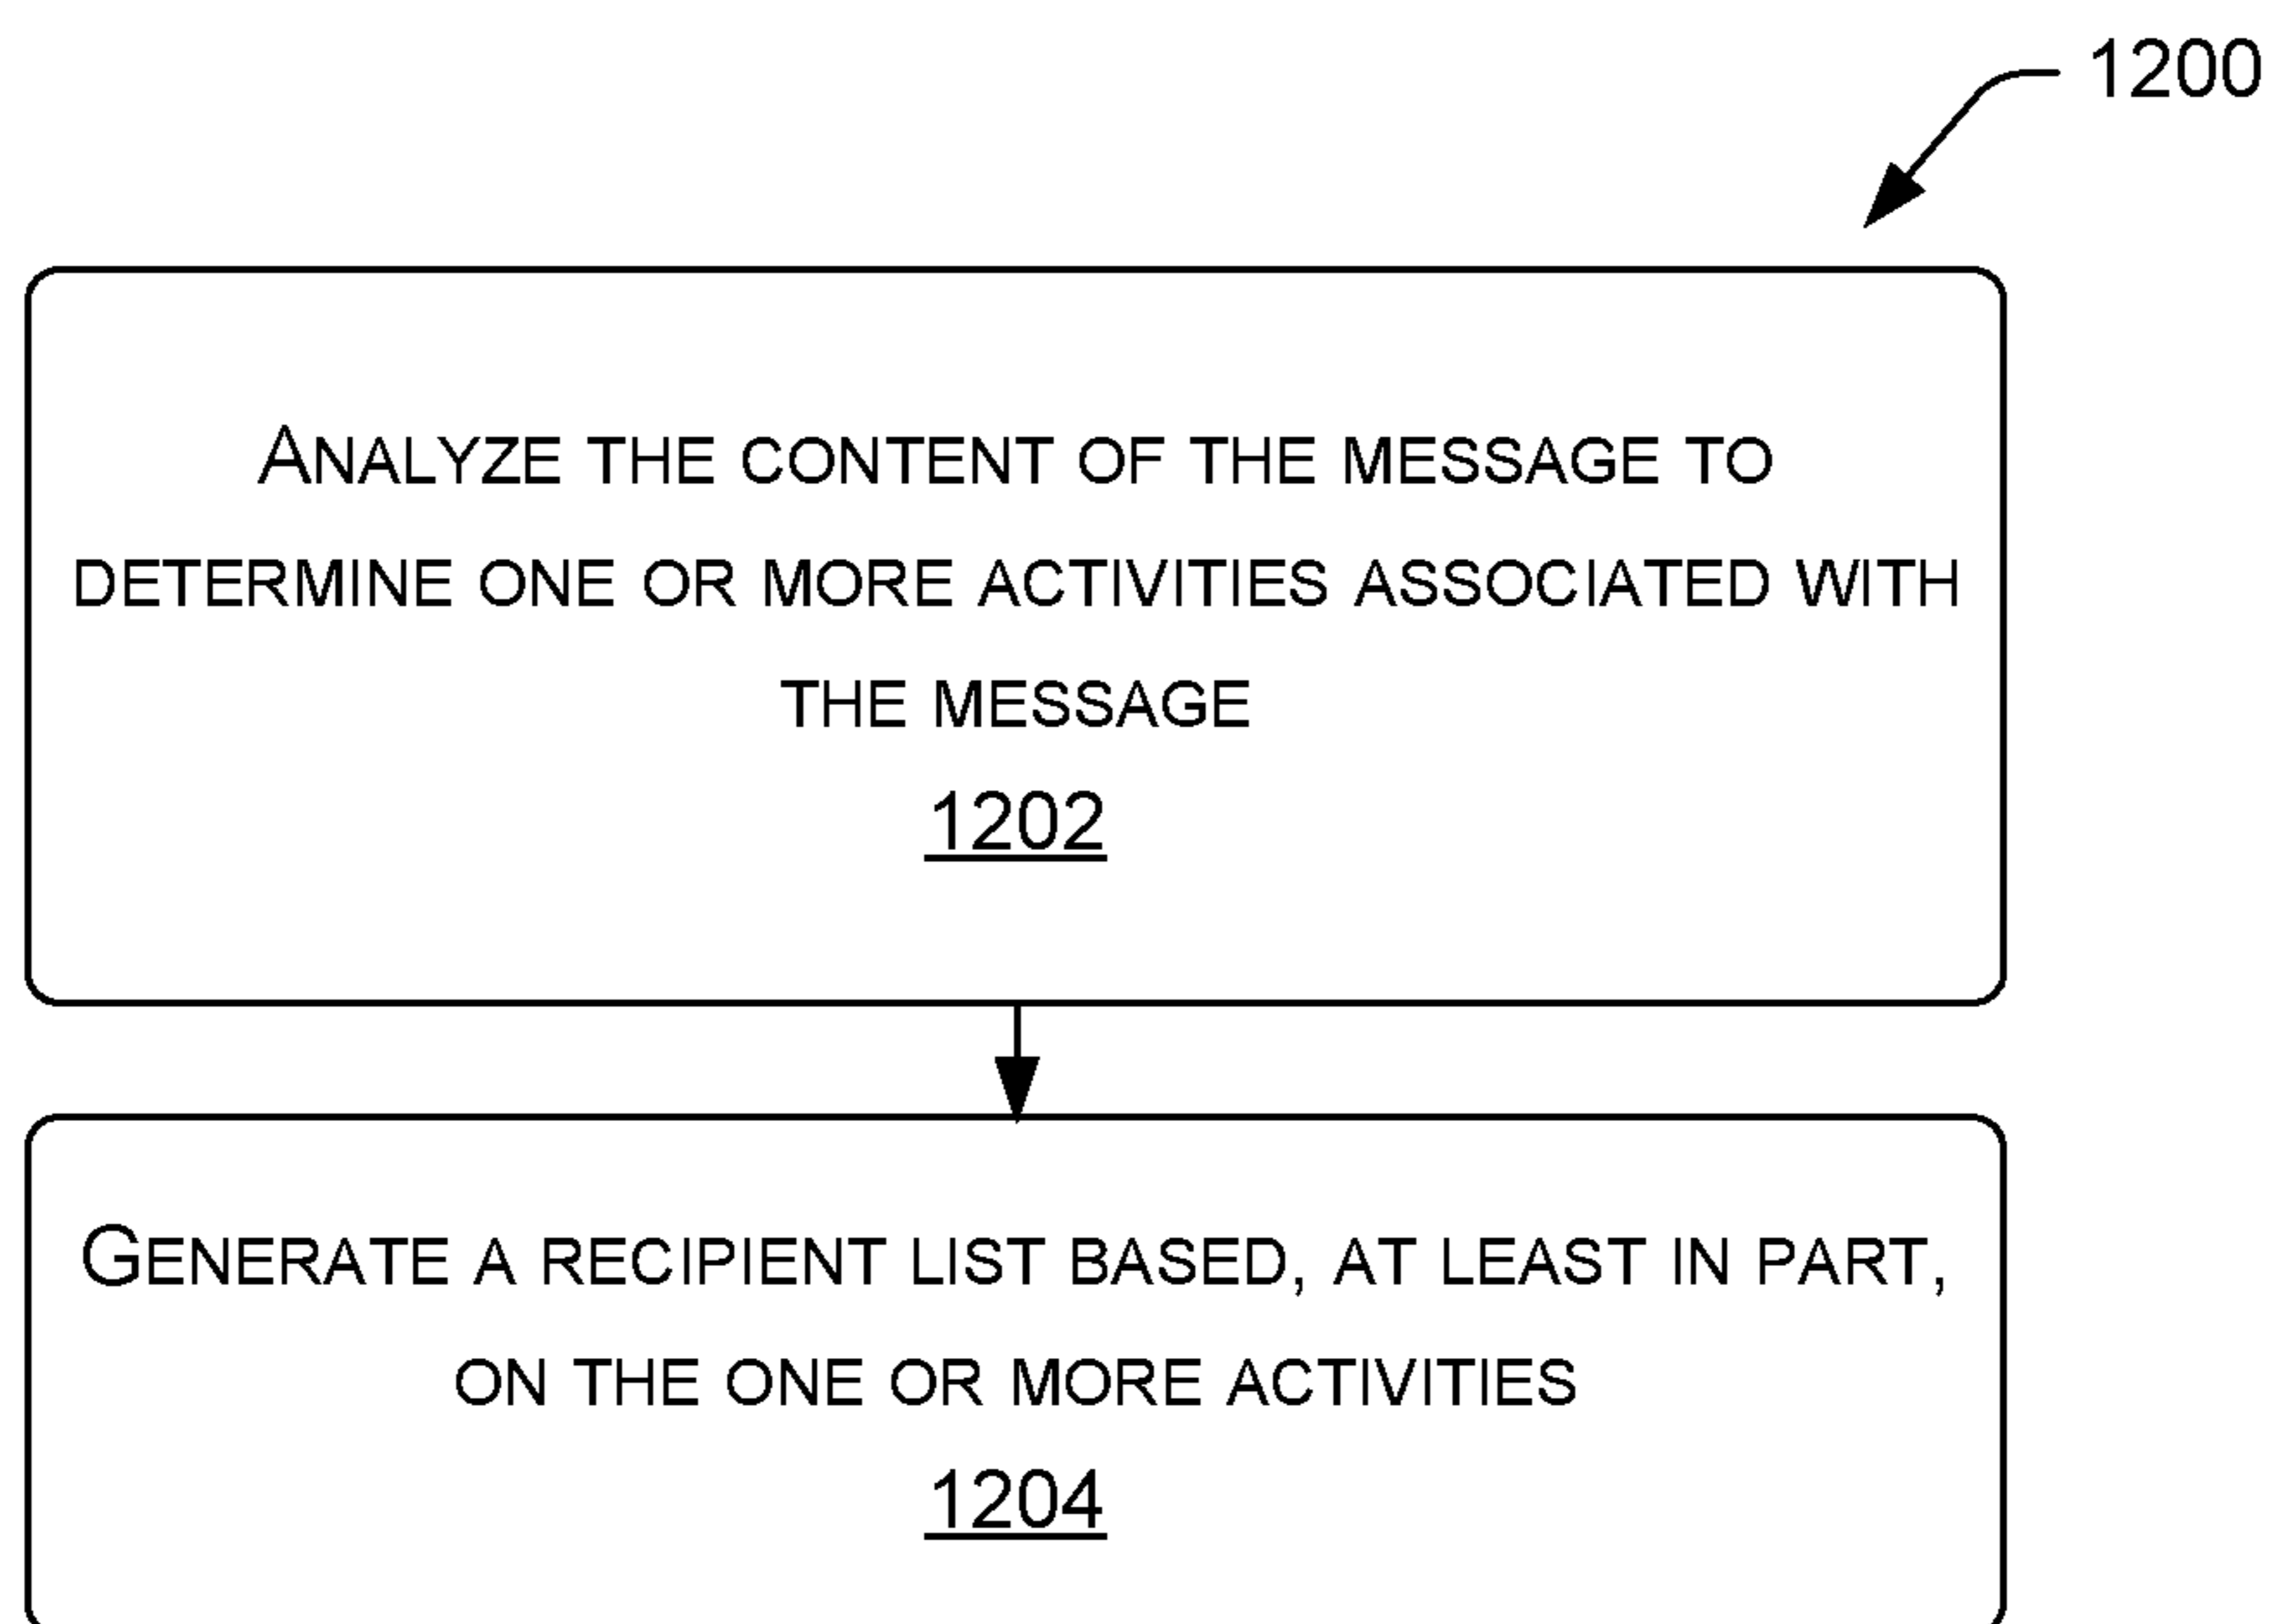 1200
ANALYZE THE CONTENT OF THE MESSAGE TO
DETERMINE ONE OR MORE ACTIVITIES ASSOCIATED WITH
THE MESSAGE
1202
GENERATE A RECIPIENT LIST BASED, AT LEAST IN PART,
ON THE ONE OR MORE ACTIVITIES
1204